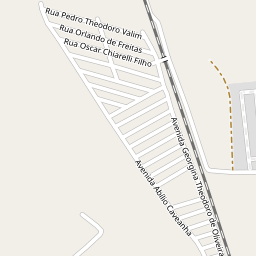 Rua Pedro Theodoro Valim
Rua Orlando de Freitas
Rua Oscar Chiarelli Filho
Avenida Georgina Theodoro de Oliveira
Avenida Abílio Caveanha